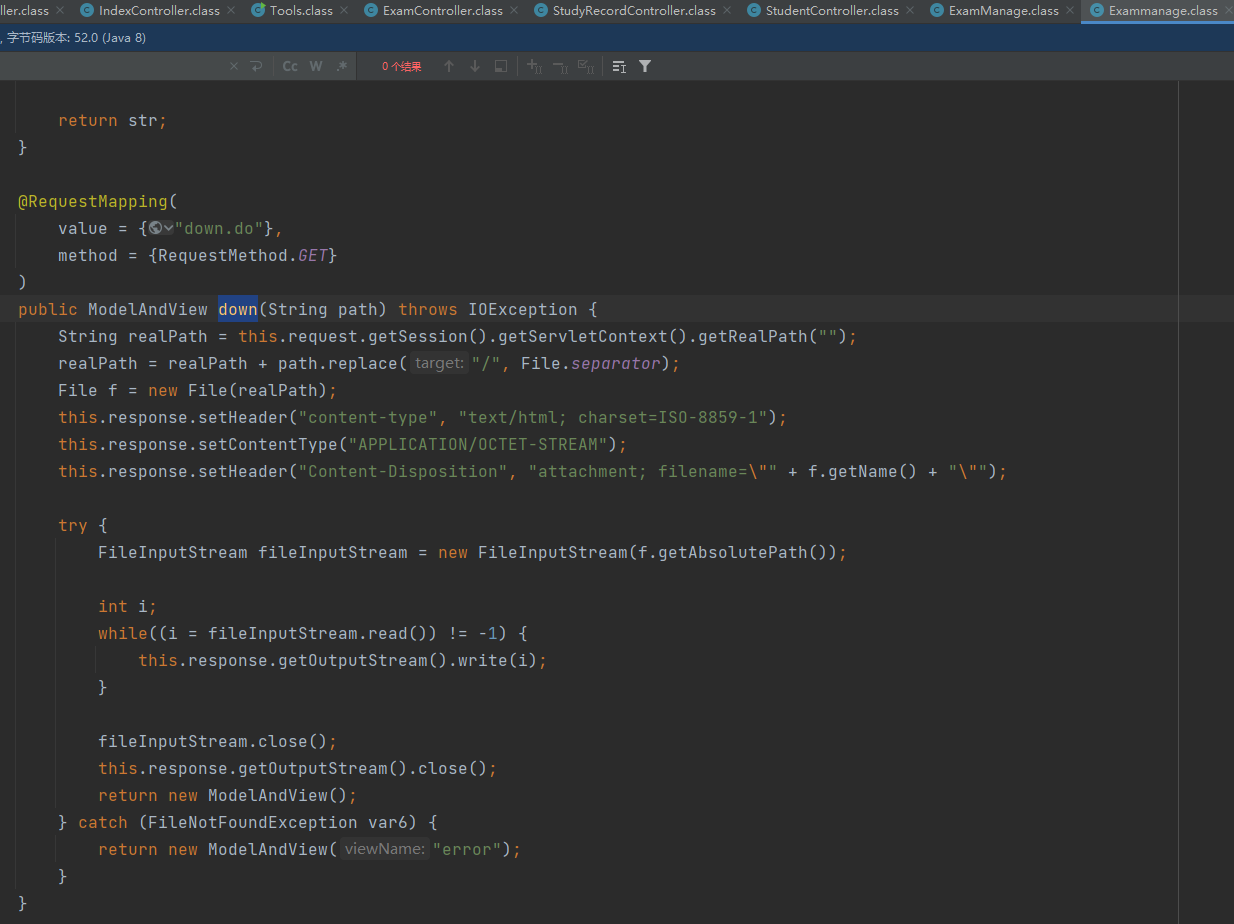 ller.class IndexController.class Tools.class ExamController.class StudyRecordController.class StudentController.class ExamManage.class Exammanage.class
, 字节码版本: 52.0 (Java 8)
Cc W .* 0 个结果
return str;
}
@RequestMapping(
value = {"down.do"},
method = {RequestMethod.GET}
)
public ModelAndView down(String path) throws IOException {
String realPath = this.request.getSession().getServletContext().getRealPath("");
realPath = realPath + path.replace( target: "/", File.separator);
File f = new File(realPath);
this.response.setHeader("content-type", "text/html; charset=ISO-8859-1");
this.response.setContentType("APPLICATION/OCTET-STREAM");
this.response.setHeader("Content-Disposition", "attachment; filename=\"" + f.getName() + "\"");
try {
FileInputStream fileInputStream = new FileInputStream(f.getAbsolutePath());
int i;
while((i = fileInputStream.read()) != -1) {
this.response.getOutputStream().write(i);
}
fileInputStream.close();
this.response.getOutputStream().close();
return new ModelAndView();
} catch (FileNotFoundException var6) {
return new ModelAndView( viewName: "error");
}
}